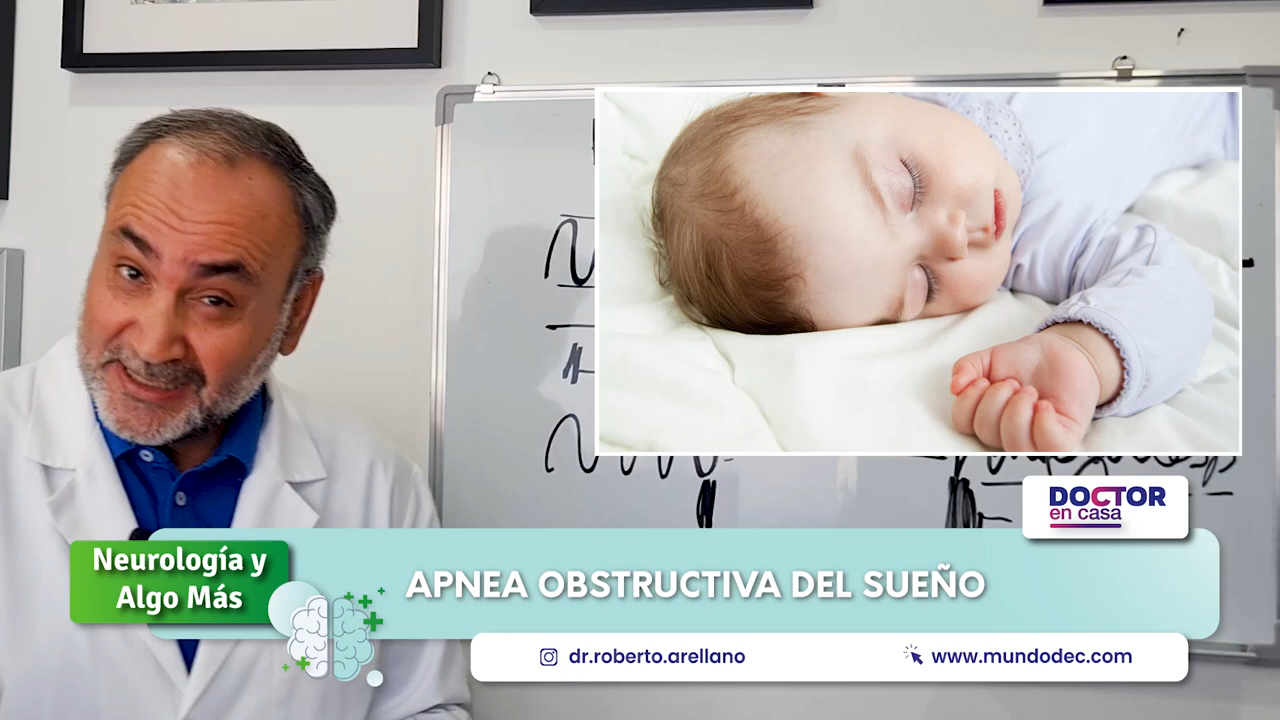 DOCTOR
en casa
Neurología y
Algo Más
APNEA OBSTRUCTIVA DEL SUEÑO
dr.roberto.arellano
www.mundodec.com